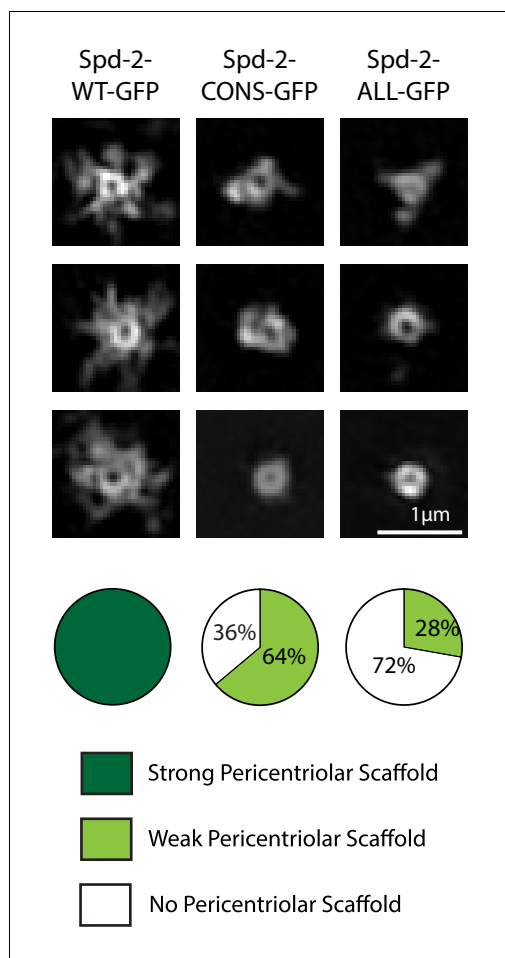 Spd-2-
WT-GFP
Spd-2-
CONS-GFP
Spd-2-
ALL-GFP
1µm
36%
64%
28%
72%
Strong Pericentriolar Scaffold
Weak Pericentriolar Scaffold
No Pericentriolar Scaffold